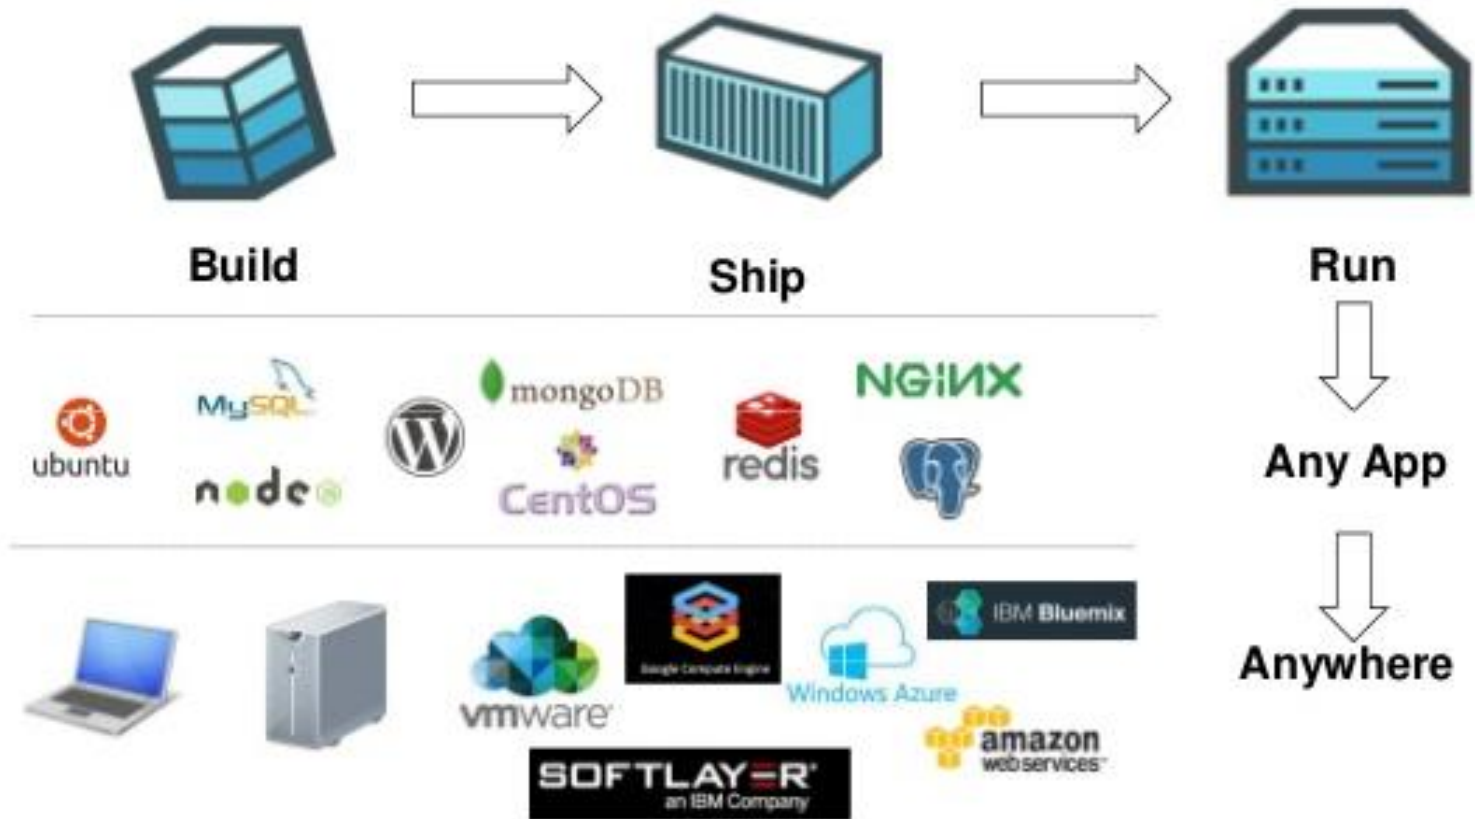 Build
Ship
Run
ubuntu
MySQL
node
mongoDB
CentOS
redis
NGiNX
Any App
vmware
Google Compute Engine
Windows Azure
IBM Bluemix
Anywhere
amazon
webservices™
SOFTLAYER®
an IBM Company